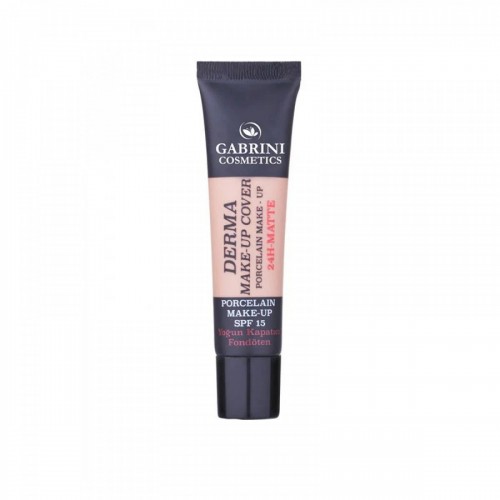 GABRINI
COSMETICS
DERMA
MAKE-UP COVER
PORCELAIN MAKE - UP
24H-MATTE
PORCELAIN
MAKE-UP
SPF 15
Yoğun Kapatıcı
Fondöten